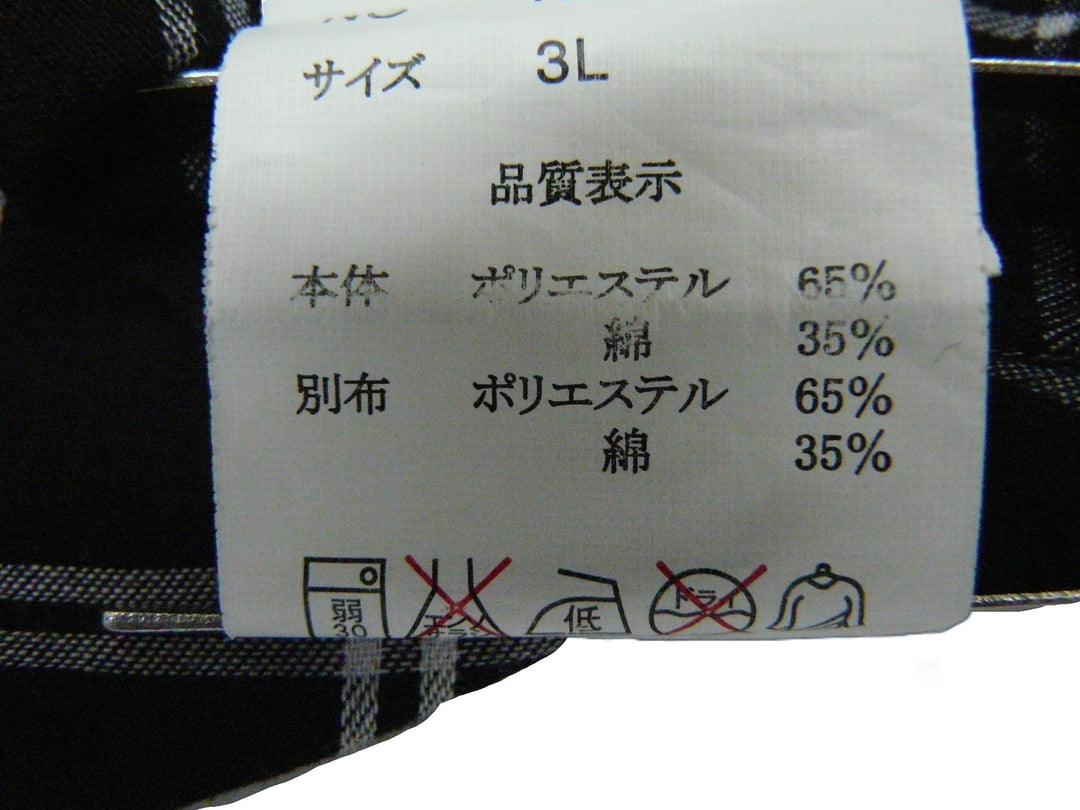 サイズ 3L
品質表示
本体 ポリエステル 65%
綿 35%
別布 ポリエステル 65%
綿 35%
弱 低 ドライ
30